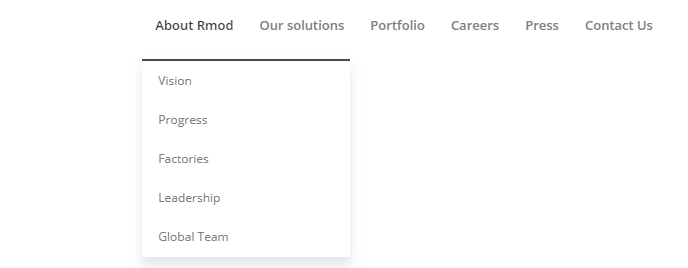 About Rmod Our solutions Portfolio Careers Press Contact Us
Vision
Progress
Factories
Leadership
Global Team